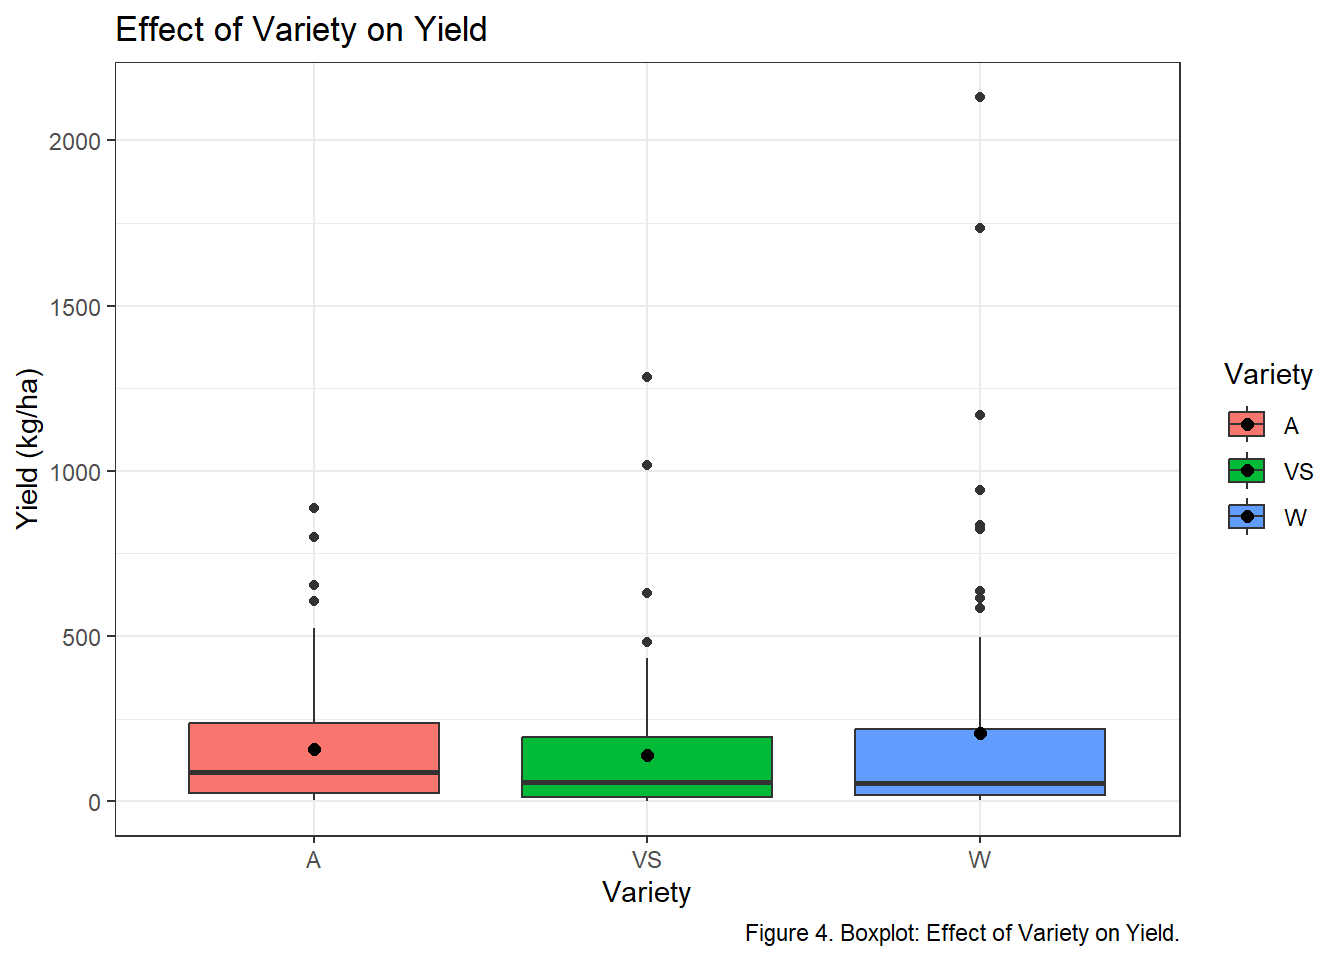 Effect of Variety on Yield
2000
1500
1000
500
0
Yield (kg/ha)
A
VS
W
Variety
Variety
A
VS
W
Figure 4. Boxplot: Effect of Variety on Yield.